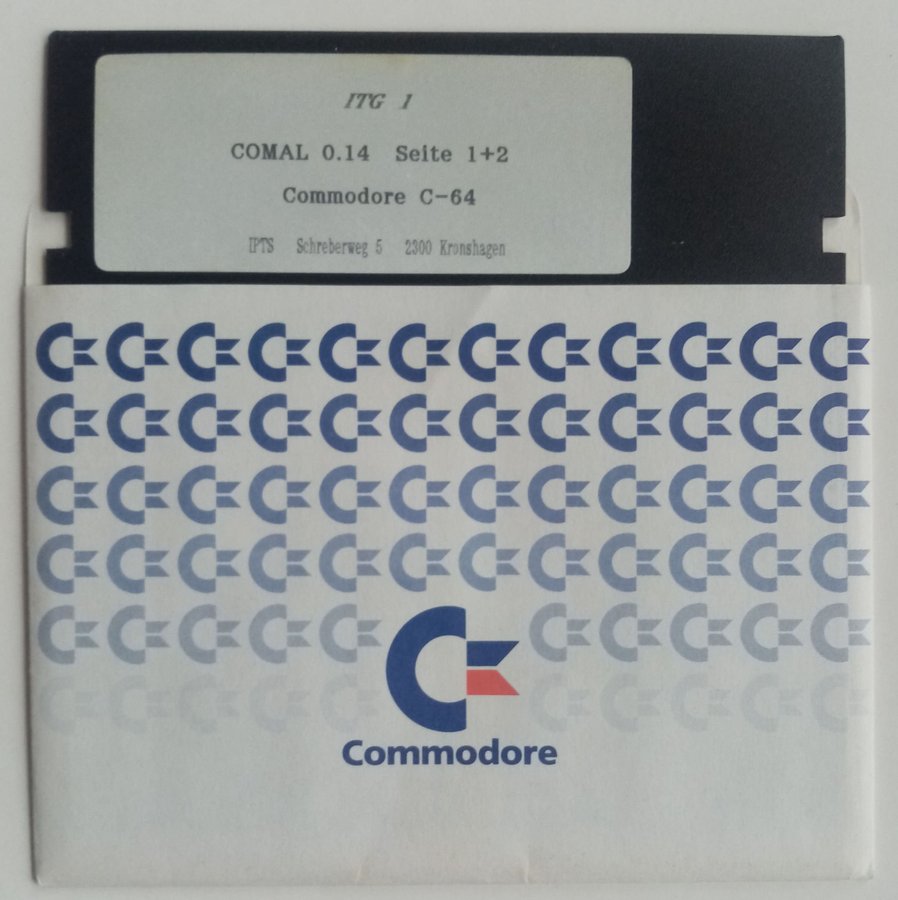 ITG 1
COMAL 0.14 Seite 1+2
Commodore C-64
IPTS Schreberweg 5 2300 Kronshagen
Commodore